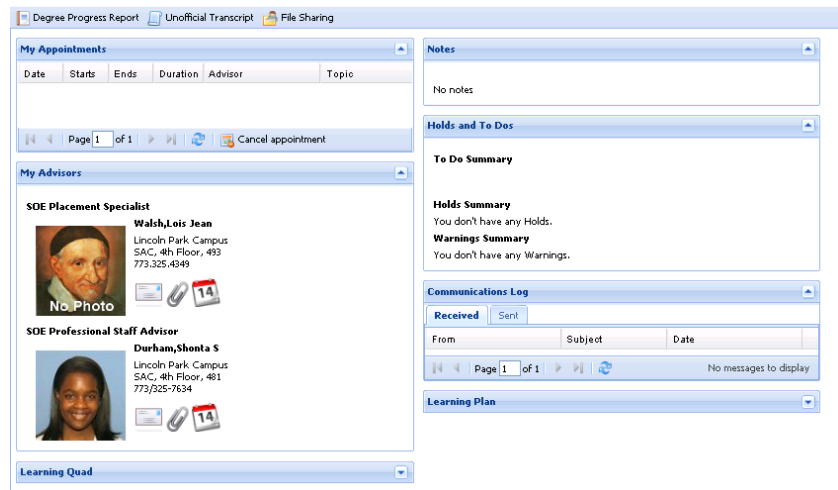 Degree Progress Report Unofficial Transcript File Sharing
My Appointments
Date Starts Ends Duration Advisor Topic
Page 1 of 1 Cancel appointment
My Advisors
SOE Placement Specialist
Walsh,Lois Jean
Lincoln Park Campus
SAC, 4th Floor, 493
773.325.4349
14
No Photo
SOE Professional Staff Advisor
Durham,Shonta S
Lincoln Park Campus
SAC, 4th Floor, 481
773/325-7634
14
Learning Quad
Notes
No notes
Holds and To Dos
To Do Summary
Holds Summary
You don't have any Holds.
Warnings Summary
You don't have any Warnings.
Communications Log
Received Sent
From Subject Date
Page 1 of 1 No messages to display
Learning Plan